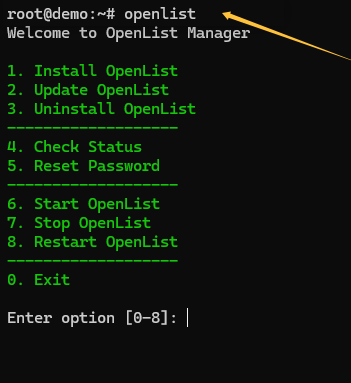 root@demo:~# openlist
Welcome to OpenList Manager
1. Install OpenList
2. Update OpenList
3. Uninstall OpenList
-------------------
4. Check Status
5. Reset Password
-------------------
6. Start OpenList
7. Stop OpenList
8. Restart OpenList
-------------------
0. Exit
Enter option [0-8]: